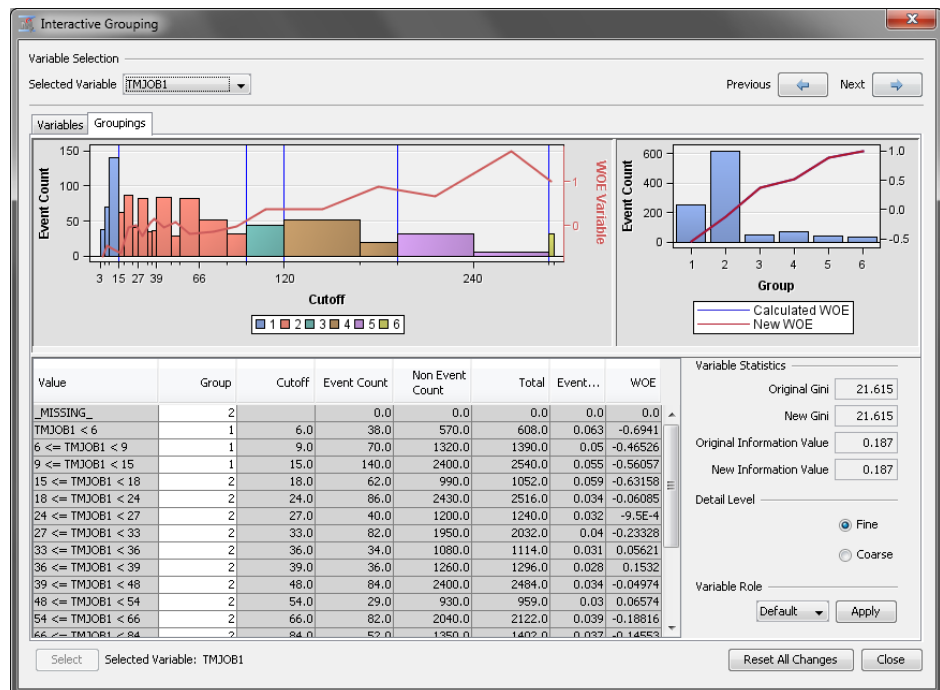 Interactive Grouping
Variable Selection
Selected Variable TMJOB1 Previous Next
Variables Groupings
150
100
50
0
Event Count
1
0
WOE Variable
3 15 27 39 66 120 240
Cutoff
1 2 3 4 5 6
600
400
200
0
Event Count
1.0
0.5
0.0
-0.5
1 2 3 4 5 6
Group
Calculated WOE
New WOE
Value Group Cutoff Event Count Non Event Count Total Event... WOE
_MISSING_ 2 0.0 0.0 0.0 0.0 0.0
TMJOB1 < 6 1 6.0 38.0 570.0 608.0 0.063 -0.6941
6 <= TMJOB1 < 9 1 9.0 70.0 1320.0 1390.0 0.05 -0.46526
9 <= TMJOB1 < 15 1 15.0 140.0 2400.0 2540.0 0.055 -0.56057
15 <= TMJOB1 < 18 2 18.0 62.0 990.0 1052.0 0.059 -0.63158
18 <= TMJOB1 < 24 2 24.0 86.0 2430.0 2516.0 0.034 -0.06085
24 <= TMJOB1 < 27 2 27.0 40.0 1200.0 1240.0 0.032 -9.5E-4
27 <= TMJOB1 < 33 2 33.0 82.0 1950.0 2032.0 0.04 -0.23328
33 <= TMJOB1 < 36 2 36.0 34.0 1080.0 1114.0 0.031 0.05621
36 <= TMJOB1 < 39 2 39.0 36.0 1260.0 1296.0 0.028 0.1532
39 <= TMJOB1 < 48 2 48.0 84.0 2400.0 2484.0 0.034 -0.04974
48 <= TMJOB1 < 54 2 54.0 29.0 930.0 959.0 0.03 0.06574
54 <= TMJOB1 < 66 2 66.0 82.0 2040.0 2122.0 0.039 -0.18816
66 <= TMJOB1 < 84 2 84.0 52.0 1350.0 1402.0 0.037 -0.14553
Variable Statistics
Original Gini 21.615
New Gini 21.615
Original Information Value 0.187
New Information Value 0.187
Detail Level
Fine
Coarse
Variable Role
Default Apply
Select Selected Variable: TMJOB1 Reset All Changes Close